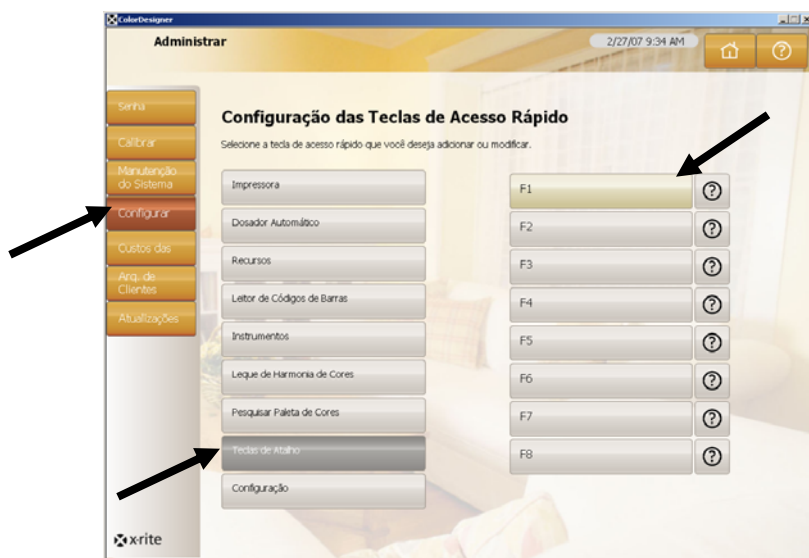 ColorDesigner
Administrar
2/27/07 9:34 AM
Senha
Calibrar
Manutenção
do Sistema
Configurar
Custos das
Arq. de
Clientes
Atualizações
Configuração das Teclas de Acesso Rápido
Selecione a tecla de acesso rápido que você deseja adicionar ou modificar.
Impressora
Dosador Automático
Recursos
Leitor de Códigos de Barras
Instrumentos
Leque de Harmonia de Cores
Pesquisar Paleta de Cores
Teclas de Atalho
Configuração
F1 ?
F2 ?
F3 ?
F4 ?
F5 ?
F6 ?
F7 ?
F8 ?
x-rite